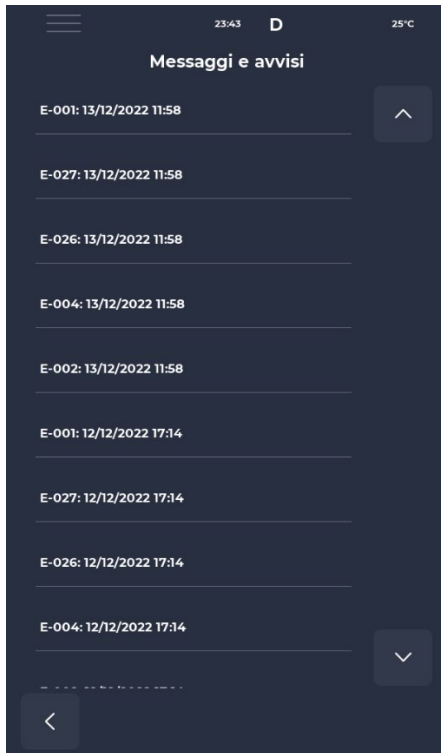 23:43 D 25°C
Messaggi e avvisi
E-001: 13/12/2022 11:58
E-027: 13/12/2022 11:58
E-026: 13/12/2022 11:58
E-004: 13/12/2022 11:58
E-002: 13/12/2022 11:58
E-001: 12/12/2022 17:14
E-027: 12/12/2022 17:14
E-026: 12/12/2022 17:14
E-004: 12/12/2022 17:14